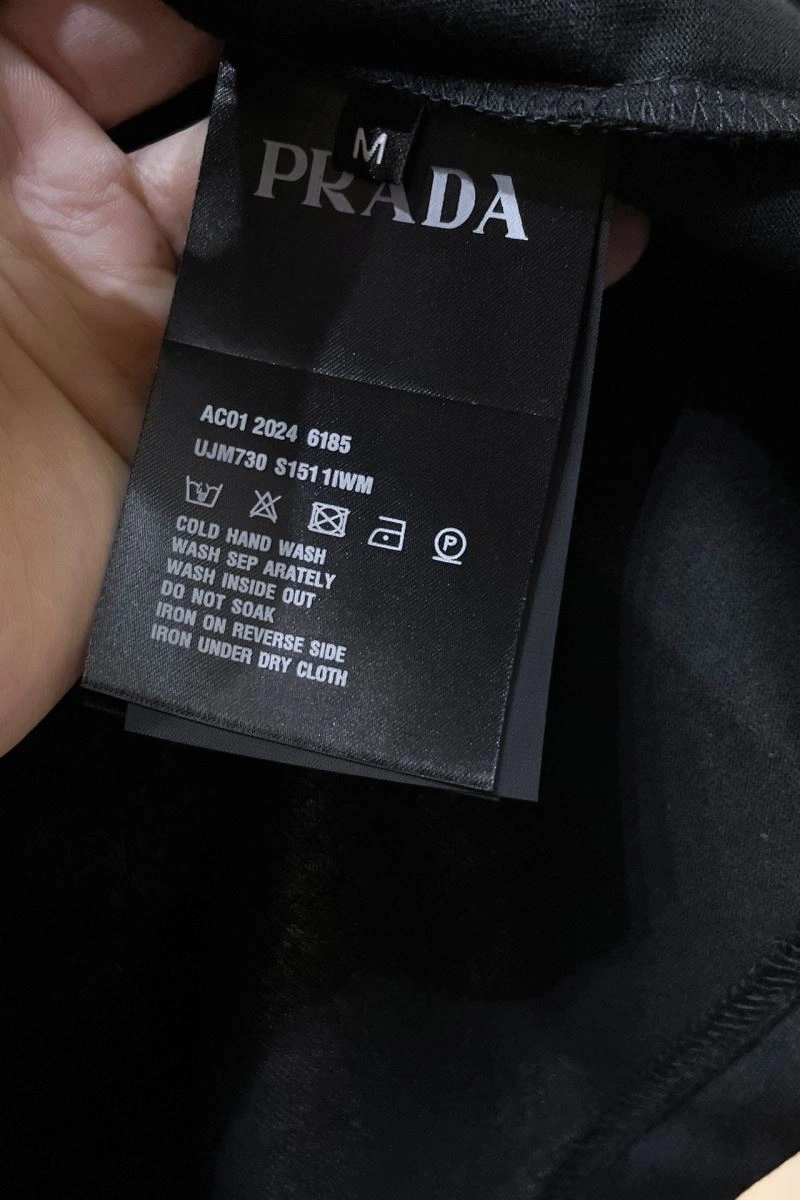 M
PRADA
AC01 2024 6185
UJM730 S151 1IWM
P
COLD HAND WASH
WASH SEP ARATELY
WASH INSIDE OUT
DO NOT SOAK
IRON ON REVERSE SIDE
IRON UNDER DRY CLOTH